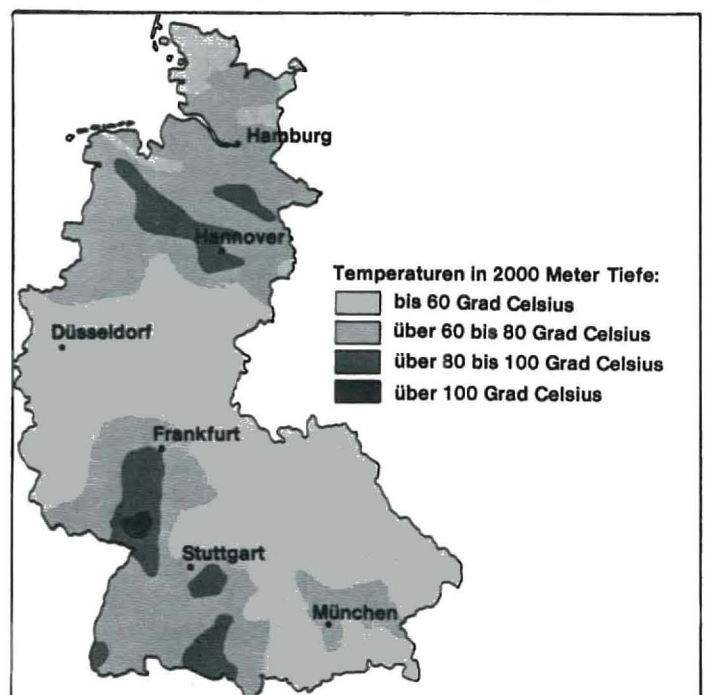 Hamburg
Hannover
Temperaturen in 2000 Meter Tiefe:
bis 60 Grad Celsius
über 60 bis 80 Grad Celsius
über 80 bis 100 Grad Celsius
über 100 Grad Celsius
Düsseldorf
Frankfurt
Stuttgart
München